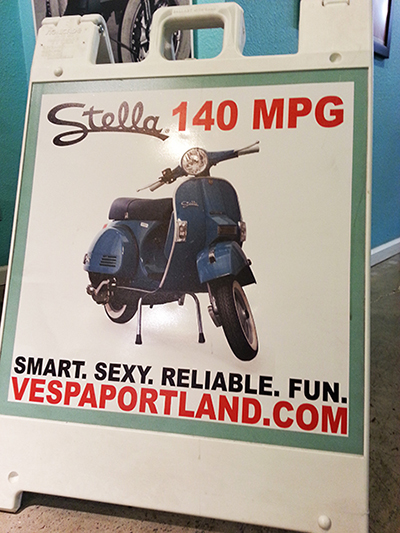 Stella 140 MPG
SMART. SEXY. RELIABLE. FUN.
VESPAPORTLAND.COM